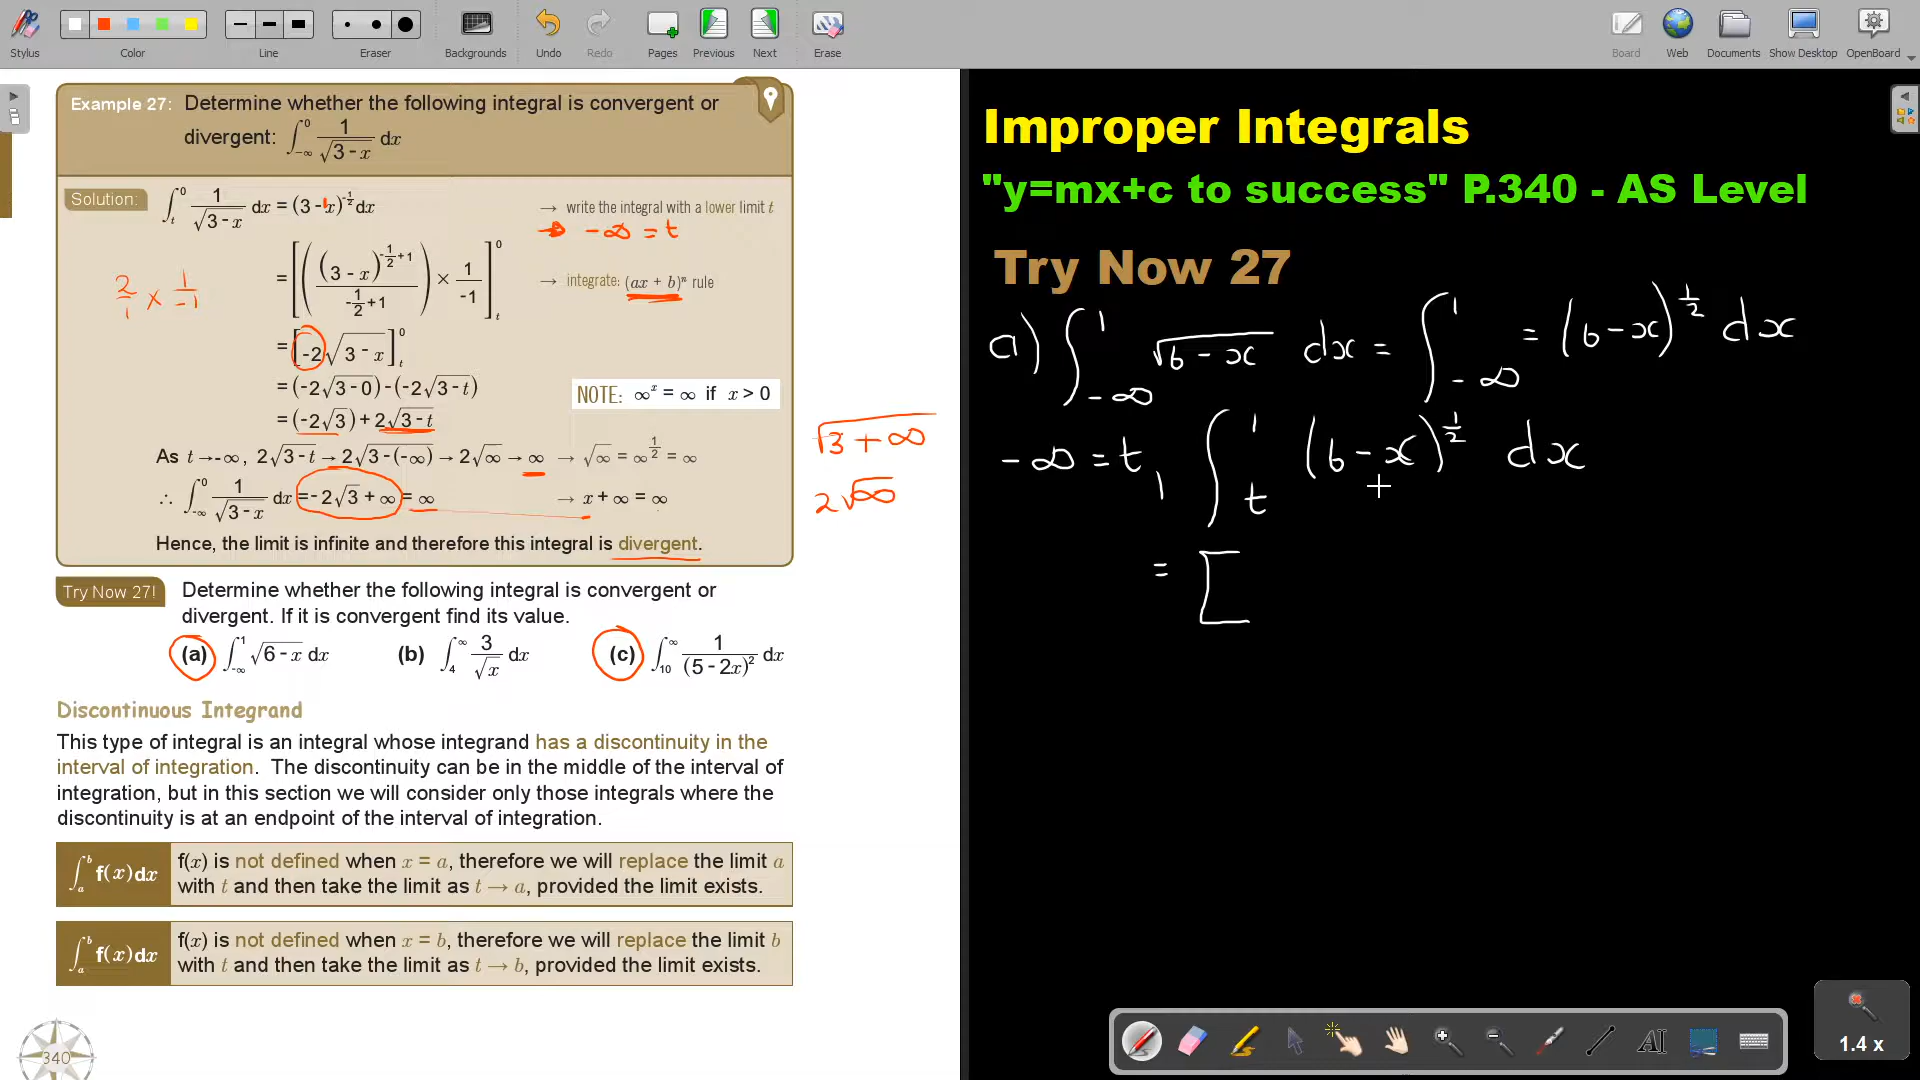 Stylus Color Line Eraser Backgrounds Undo Redo Pages Previous Next Erase Board Web Documents Show Desktop OpenBoard
Example 27: Determine whether the following integral is convergent or
divergent: ∫_{-∞}^{0} 1/√(3 - x) dx
Solution: ∫_{t}^{0} 1/√(3 - x) dx = (3 - x)^{-1/2} dx → write the integral with a lower limit t
→ -∞ = t
= [((3 - x)^{-1/2 + 1} / (-1/2 + 1)) × 1/-1]_{t}^{0} → integrate: (ax + b)^n rule
2/1 × 1/-1
= [-2√(3 - x)]_{t}^{0}
= (-2√(3 - 0)) - (-2√(3 - t))
NOTE: ∞^x = ∞ if x > 0
= (-2√3) + 2√(3 - t)
√(3 + ∞)
As t → -∞, 2√(3 - t) → 2√(3 - (-∞)) → 2√∞ → ∞ → √∞ = ∞^{1/2} = ∞
2√∞
∴ ∫_{-∞}^{0} 1/√(3 - x) dx = -2√3 + ∞ = ∞ → x + ∞ = ∞
Hence, the limit is infinite and therefore this integral is divergent.
Try Now 27! Determine whether the following integral is convergent or
divergent. If it is convergent find its value.
(a) ∫_{-∞}^{1} √(6 - x) dx (b) ∫_{4}^{∞} 3/√x dx (c) ∫_{10}^{∞} 1/(5 - 2x)^2 dx
Discontinuous Integrand
This type of integral is an integral whose integrand has a discontinuity in the
interval of integration. The discontinuity can be in the middle of the interval of
integration, but in this section we will consider only those integrals where the
discontinuity is at an endpoint of the interval of integration.
∫_{a}^{b} f(x)dx f(x) is not defined when x = a, therefore we will replace the limit a
with t and then take the limit as t → a, provided the limit exists.
∫_{a}^{b} f(x)dx f(x) is not defined when x = b, therefore we will replace the limit b
with t and then take the limit as t → b, provided the limit exists.
340
Improper Integrals
"y=mx+c to success" P.340 - AS Level
Try Now 27
a) ∫_{-∞}^{1} √(6 - x) dx = ∫_{-∞}^{1} = (6 - x)^{1/2} dx
-∞ = t, ∫_{t}^{1} (6 - x)^{1/2} dx
= [
1.4 x